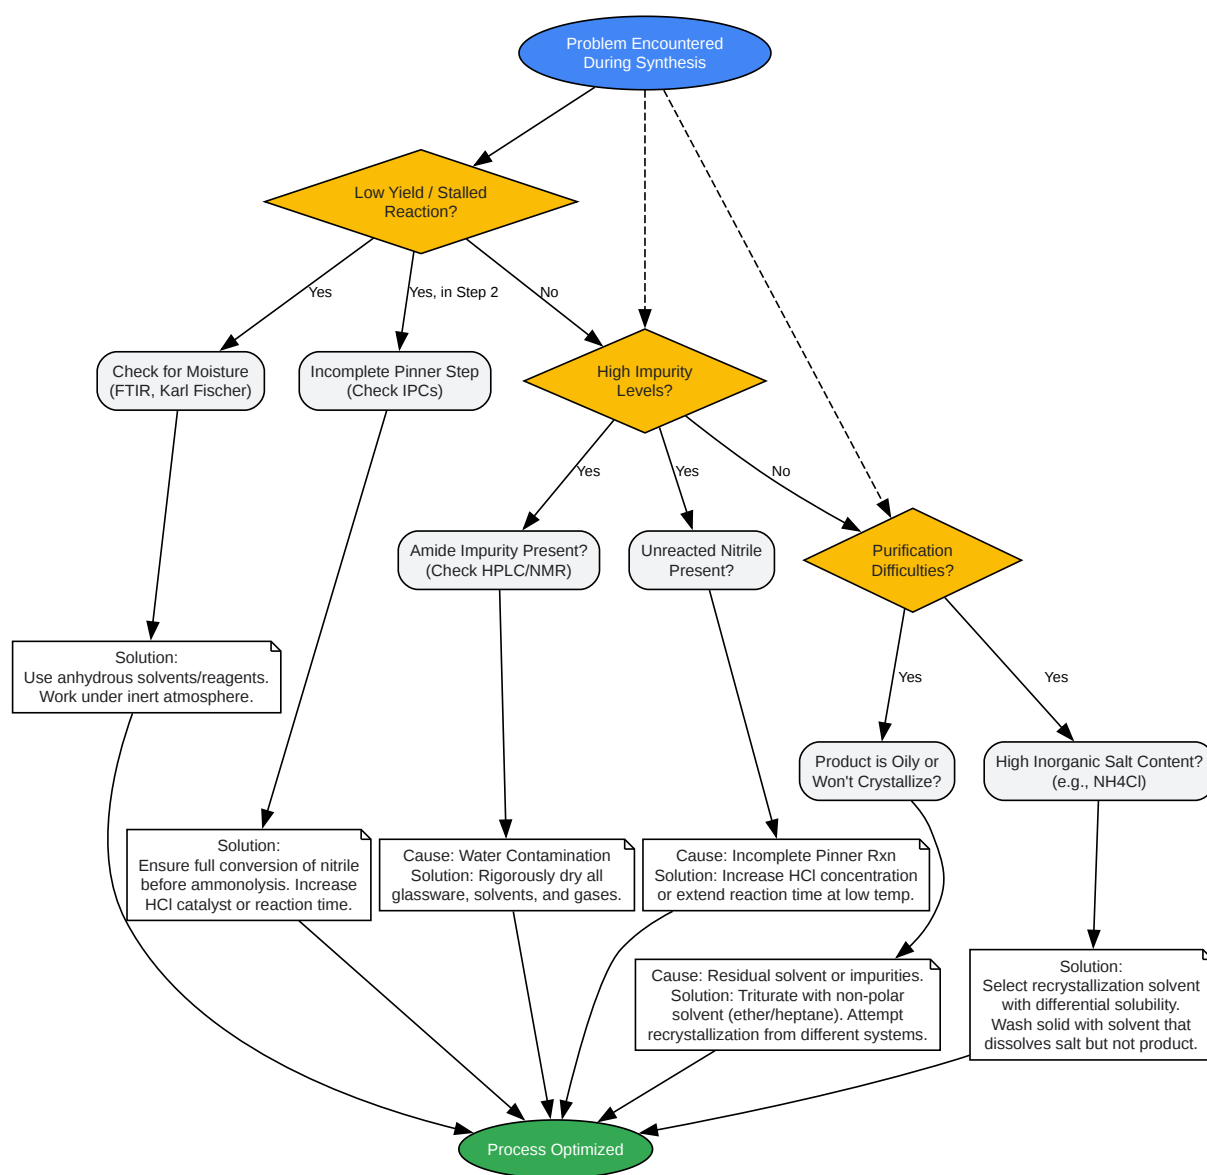 Problem Encountered
During Synthesis
Low Yield / Stalled
Reaction?
Yes
Yes, in Step 2
No
Check for Moisture
(FTIR, Karl Fischer)
Incomplete Pinner Step
(Check IPCs)
High Impurity
Levels?
Yes
Yes
No
Amide Impurity Present?
(Check HPLC/NMR)
Unreacted Nitrile
Present?
Purification
Difficulties?
Solution:
Use anhydrous solvents/reagents.
Work under inert atmosphere.
Yes
Yes
Product is Oily or
Won't Crystallize?
High Inorganic Salt Content?
(e.g., NH4Cl)
Solution:
Ensure full conversion of nitrile
before ammonolysis. Increase
HCl catalyst or reaction time.
Cause: Water Contamination
Solution: Rigorously dry all
glassware, solvents, and gases.
Cause: Incomplete Pinner Rxn
Solution: Increase HCl concentration
or extend reaction time at low temp.
Cause: Residual solvent or impurities.
Solution: Triturate with non-polar
solvent (ether/heptane). Attempt
recrystallization from different systems.
Solution:
Select recrystallization solvent
with differential solubility.
Wash solid with solvent that
dissolves salt but not product.
Process Optimized